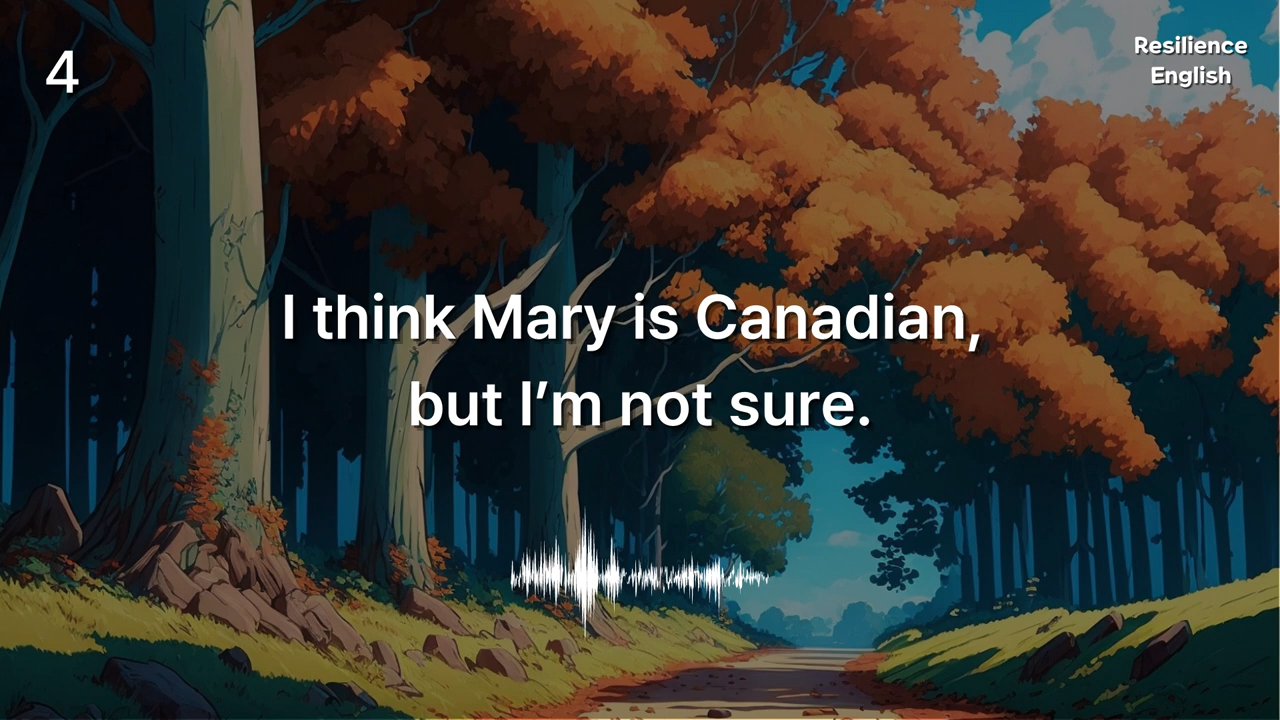 4
Resilience
English
I think Mary is Canadian,
but I’m not sure.